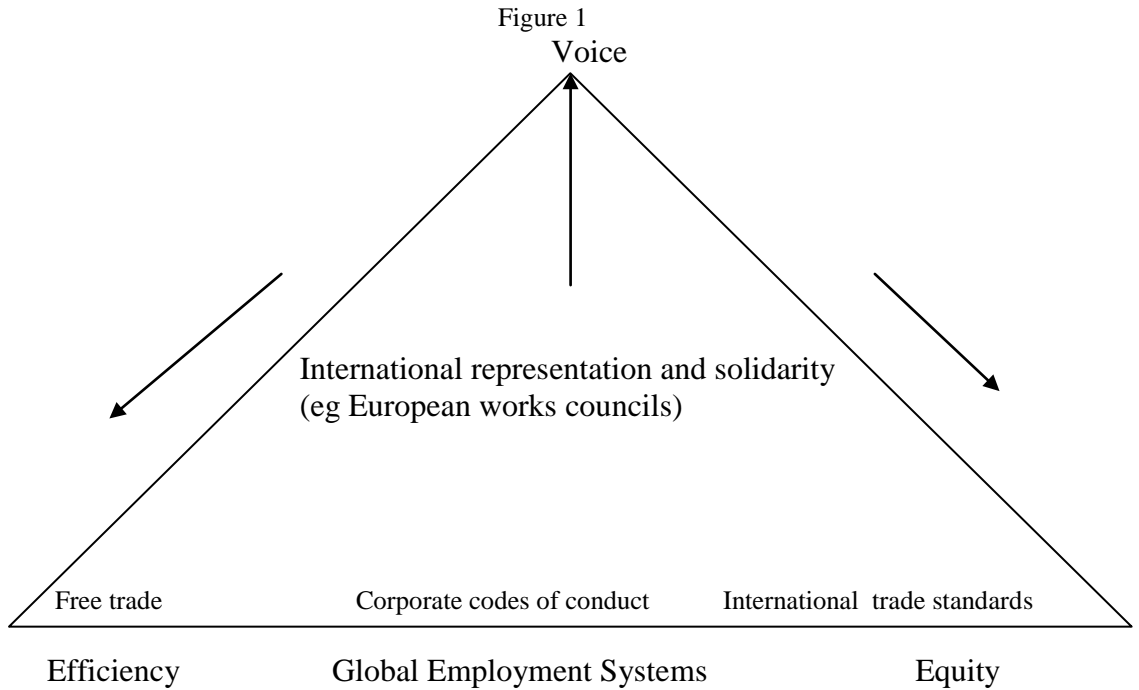 Figure 1
Voice
International representation and solidarity
(eg European works councils)
Free trade
Corporate codes of conduct
International trade standards
Efficiency
Global Employment Systems
Equity